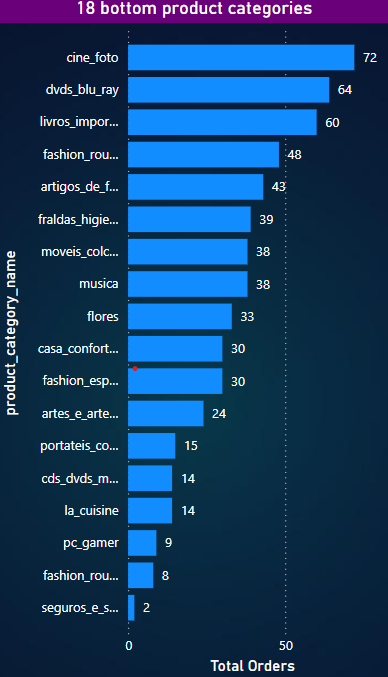 18 bottom product categories
cine_foto 72
dvds_blu_ray 64
livros_impor... 60
fashion_rou... 48
artigos_de_f... 43
fraldas_higie... 39
moveis_colc... 38
musica 38
flores 33
casa_confort... 30
fashion_esp... 30
artes_e_arte... 24
portateis_co... 15
cds_dvds_m... 14
la_cuisine 14
pc_gamer 9
fashion_rou... 8
seguros_e_s... 2
product_category_name
0 50
Total Orders